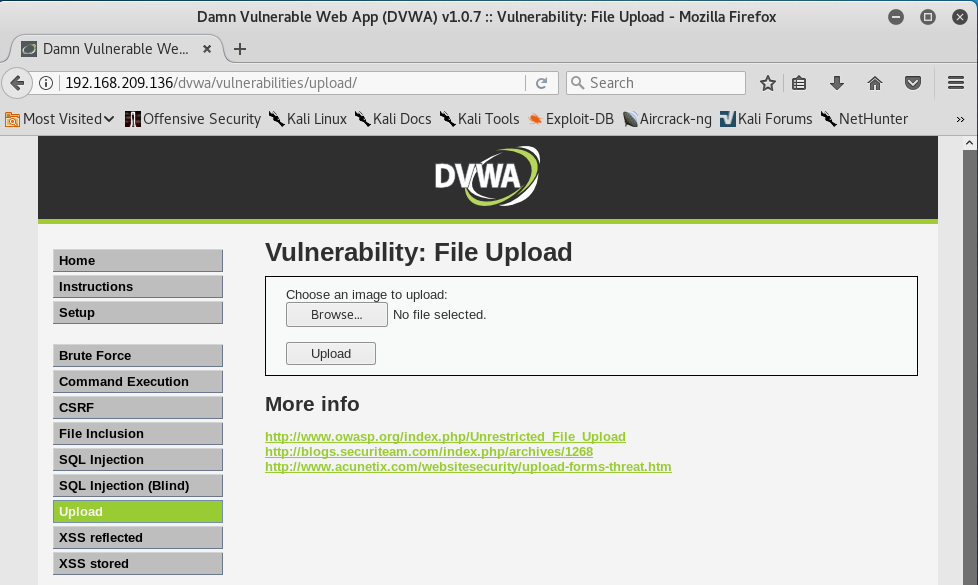 Damn Vulnerable Web App (DVWA) v1.0.7 :: Vulnerability: File Upload - Mozilla Firefox
Damn Vulnerable We...
192.168.209.136/dvwa/vulnerabilities/upload/
Search
Most Visited Offensive Security Kali Linux Kali Docs Kali Tools Exploit-DB Aircrack-ng Kali Forums NetHunter »
DVWA
Home
Instructions
Setup
Brute Force
Command Execution
CSRF
File Inclusion
SQL Injection
SQL Injection (Blind)
Upload
XSS reflected
XSS stored
Vulnerability: File Upload
Choose an image to upload:
Browse... No file selected.
Upload
More info
http://www.owasp.org/index.php/Unrestricted_File_Upload
http://blogs.securiteam.com/index.php/archives/1268
http://www.acunetix.com/websitesecurity/upload-forms-threat.htm